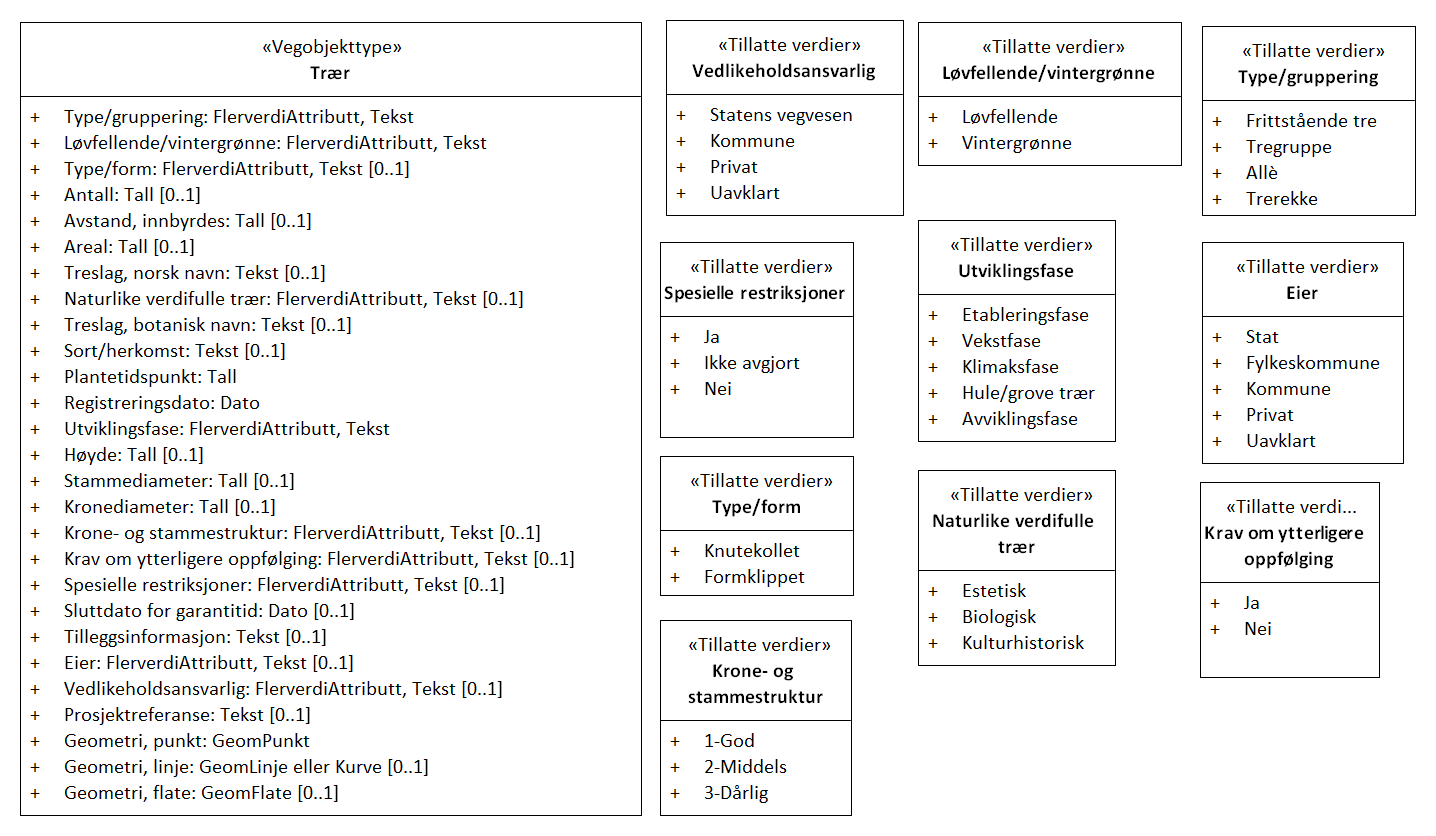 «Vegobjekttype»
Trær
+ Type/gruppering: FlerverdiAttributt, Tekst
+ Løvfellende/vintergrønne: FlerverdiAttributt, Tekst
+ Type/form: FlerverdiAttributt, Tekst [0..1]
+ Antall: Tall [0..1]
+ Avstand, innbyrdes: Tall [0..1]
+ Areal: Tall [0..1]
+ Treslag, norsk navn: Tekst [0..1]
+ Naturlike verdifulle trær: FlerverdiAttributt, Tekst [0..1]
+ Treslag, botanisk navn: Tekst [0..1]
+ Sort/herkomst: Tekst [0..1]
+ Plantetidspunkt: Tall
+ Registreringsdato: Dato
+ Utviklingsfase: FlerverdiAttributt, Tekst
+ Høyde: Tall [0..1]
+ Stammediameter: Tall [0..1]
+ Kronediameter: Tall [0..1]
+ Krone- og stammestruktur: FlerverdiAttributt, Tekst [0..1]
+ Krav om ytterligere oppfølging: FlerverdiAttributt, Tekst [0..1]
+ Spesielle restriksjoner: FlerverdiAttributt, Tekst [0..1]
+ Sluttdato for garantitid: Dato [0..1]
+ Tilleggsinformasjon: Tekst [0..1]
+ Eier: FlerverdiAttributt, Tekst [0..1]
+ Vedlikeholdsansvarlig: FlerverdiAttributt, Tekst [0..1]
+ Prosjektreferanse: Tekst [0..1]
+ Geometri, punkt: GeomPunkt
+ Geometri, linje: GeomLinje eller Kurve [0..1]
+ Geometri, flate: GeomFlate [0..1]
«Tillatte verdier»
Vedlikeholdsansvarlig
+ Statens vegvesen
+ Kommune
+ Privat
+ Uavklart
«Tillatte verdier»
Løvfellende/vintergrønne
+ Løvfellende
+ Vintergrønne
«Tillatte verdier»
Type/gruppering
+ Frittstående tre
+ Tregruppe
+ Allè
+ Trerekke
«Tillatte verdier»
Spesielle restriksjoner
+ Ja
+ Ikke avgjort
+ Nei
«Tillatte verdier»
Utviklingsfase
+ Etableringsfase
+ Vekstfase
+ Klimaksfase
+ Hule/grove trær
+ Avviklingsfase
«Tillatte verdier»
Eier
+ Stat
+ Fylkeskommune
+ Kommune
+ Privat
+ Uavklart
«Tillatte verdier»
Type/form
+ Knutekollet
+ Formklippet
«Tillatte verdier»
Naturlike verdifulle
trær
+ Estetisk
+ Biologisk
+ Kulturhistorisk
«Tillatte verdi...
Krav om ytterligere
oppfølging
+ Ja
+ Nei
«Tillatte verdier»
Krone- og
stammestruktur
+ 1-God
+ 2-Middels
+ 3-Dårlig